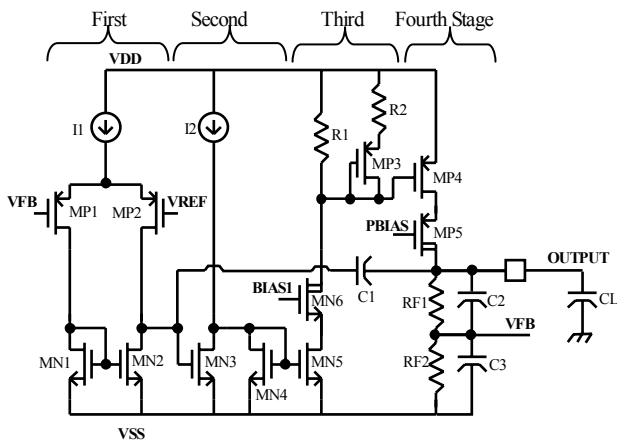 First Second Third Fourth Stage
VDD
I1 I2 R1 R2
MP3 MP4
VFB MP1 MP2 VREF
PBIAS MP5
OUTPUT
BIAS1 MN6 C1 RF1 C2 CL
VFB
MN1 MN2 MN3 MN4 MN5 RF2 C3
VSS